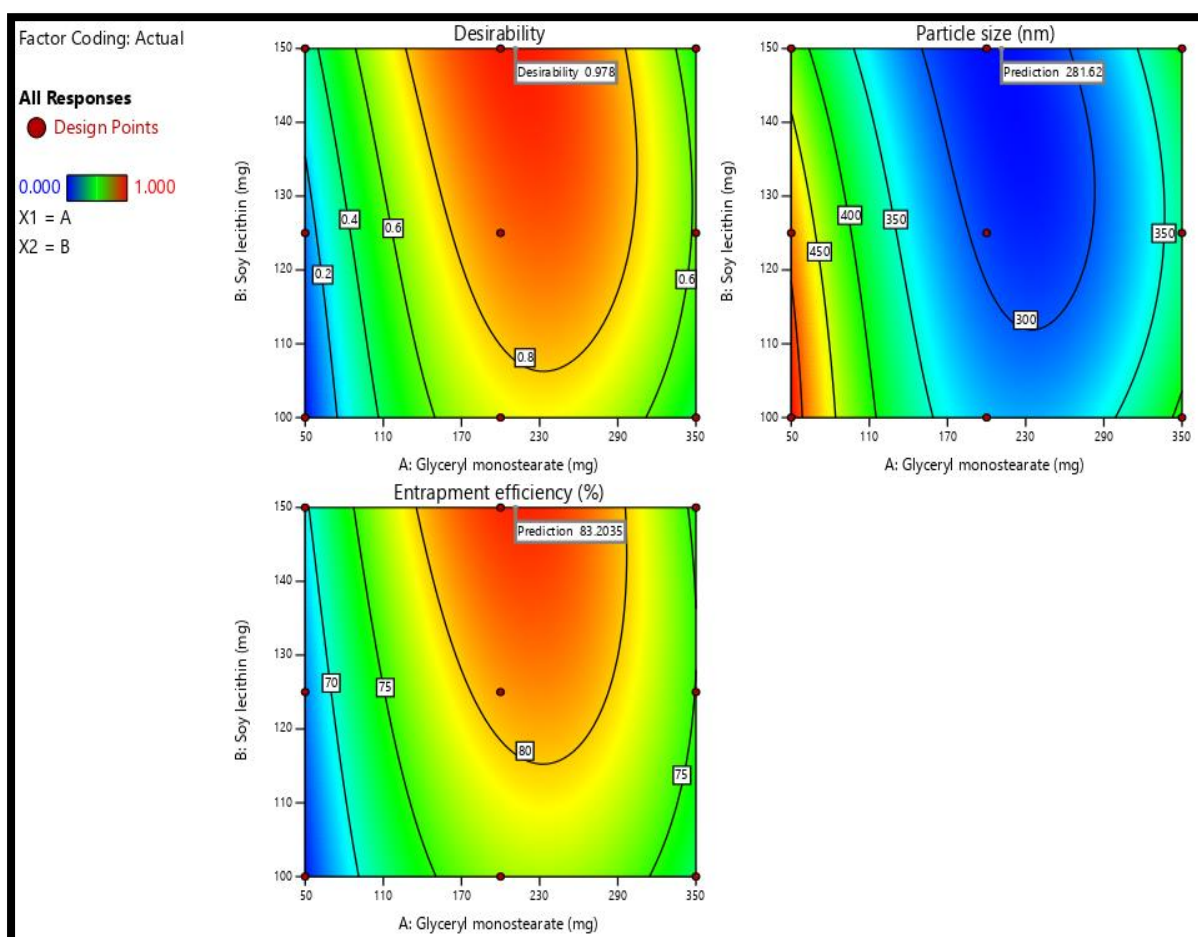 Factor Coding: Actual
All Responses
Design Points
0.000 1.000
X1 = A
X2 = B
Desirability
B: Soy lecithin (mg)
150
140
130
120
110
100
Desirability 0.978
0.2
0.4
0.6
0.8
0.6
50 110 170 230 290 350
A: Glyceryl monostearate (mg)
Particle size (nm)
B: Soy lecithin (mg)
150
140
130
120
110
100
Prediction 281.62
450
400
350
300
350
50 110 170 230 290 350
A: Glyceryl monostearate (mg)
Entrapment efficiency (%)
B: Soy lecithin (mg)
150
140
130
120
110
100
Prediction 83.2035
70
75
80
75
50 110 170 230 290 350
A: Glyceryl monostearate (mg)